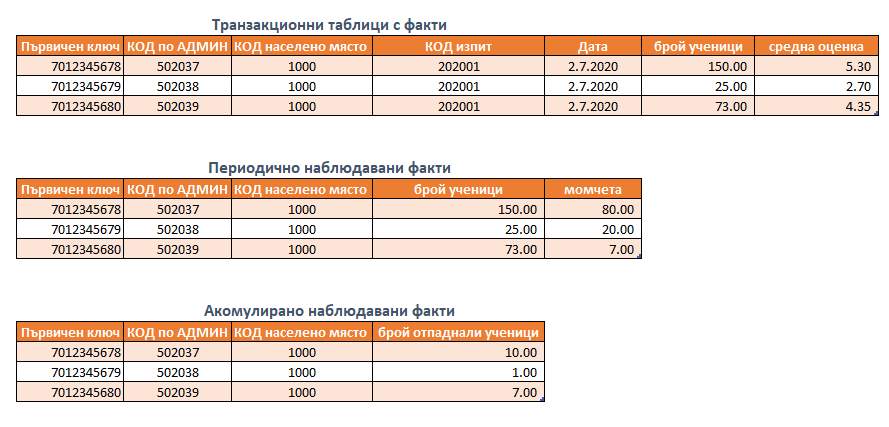 Транзакционни таблици с факти
Първичен ключ КОД по АДМИН КОД населено място КОД изпит Дата брой ученици средна оценка
7012345678 502037 1000 202001 2.7.2020 150.00 5.30
7012345679 502038 1000 202001 2.7.2020 25.00 2.70
7012345680 502039 1000 202001 2.7.2020 73.00 4.35
Периодично наблюдавани факти
Първичен ключ КОД по АДМИН КОД населено място брой ученици момчета
7012345678 502037 1000 150.00 80.00
7012345679 502038 1000 25.00 20.00
7012345680 502039 1000 73.00 7.00
Акомулирано наблюдавани факти
Първичен ключ КОД по АДМИН КОД населено място брой отпаднали ученици
7012345678 502037 1000 10.00
7012345679 502038 1000 1.00
7012345680 502039 1000 7.00